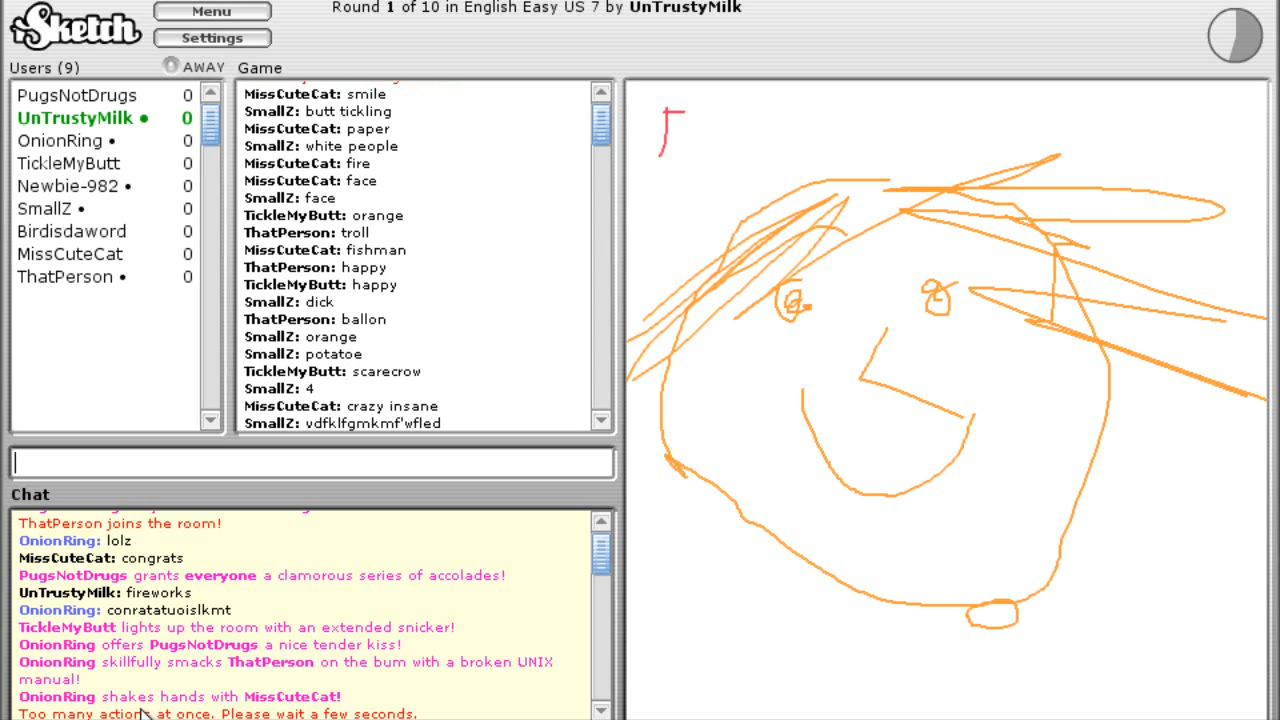 iSketch
Menu
Settings
Round 1 of 10 in English Easy US 7 by UnTrustyMilk
Users (9)
AWAY
Game
PugsNotDrugs 0
UnTrustyMilk • 0
OnionRing • 0
TickleMyButt 0
Newbie-982 • 0
SmallZ • 0
Birdisdaword 0
MissCuteCat 0
ThatPerson • 0
MissCuteCat: smile
SmallZ: butt tickling
MissCuteCat: paper
SmallZ: white people
MissCuteCat: fire
MissCuteCat: face
SmallZ: face
TickleMyButt: orange
ThatPerson: troll
MissCuteCat: fishman
ThatPerson: happy
TickleMyButt: happy
SmallZ: dick
ThatPerson: ballon
SmallZ: orange
SmallZ: potatoe
TickleMyButt: scarecrow
SmallZ: 4
MissCuteCat: crazy insane
SmallZ: vdfklfgmkmf'wfled
Chat
ThatPerson joins the room!
OnionRing: lolz
MissCuteCat: congrats
PugsNotDrugs grants everyone a clamorous series of accolades!
UnTrustyMilk: fireworks
OnionRing: conratatuoislkmt
TickleMyButt lights up the room with an extended snicker!
OnionRing offers PugsNotDrugs a nice tender kiss!
OnionRing skillfully smacks ThatPerson on the bum with a broken UNIX
manual!
OnionRing shakes hands with MissCuteCat!
Too many actions at once. Please wait a few seconds.